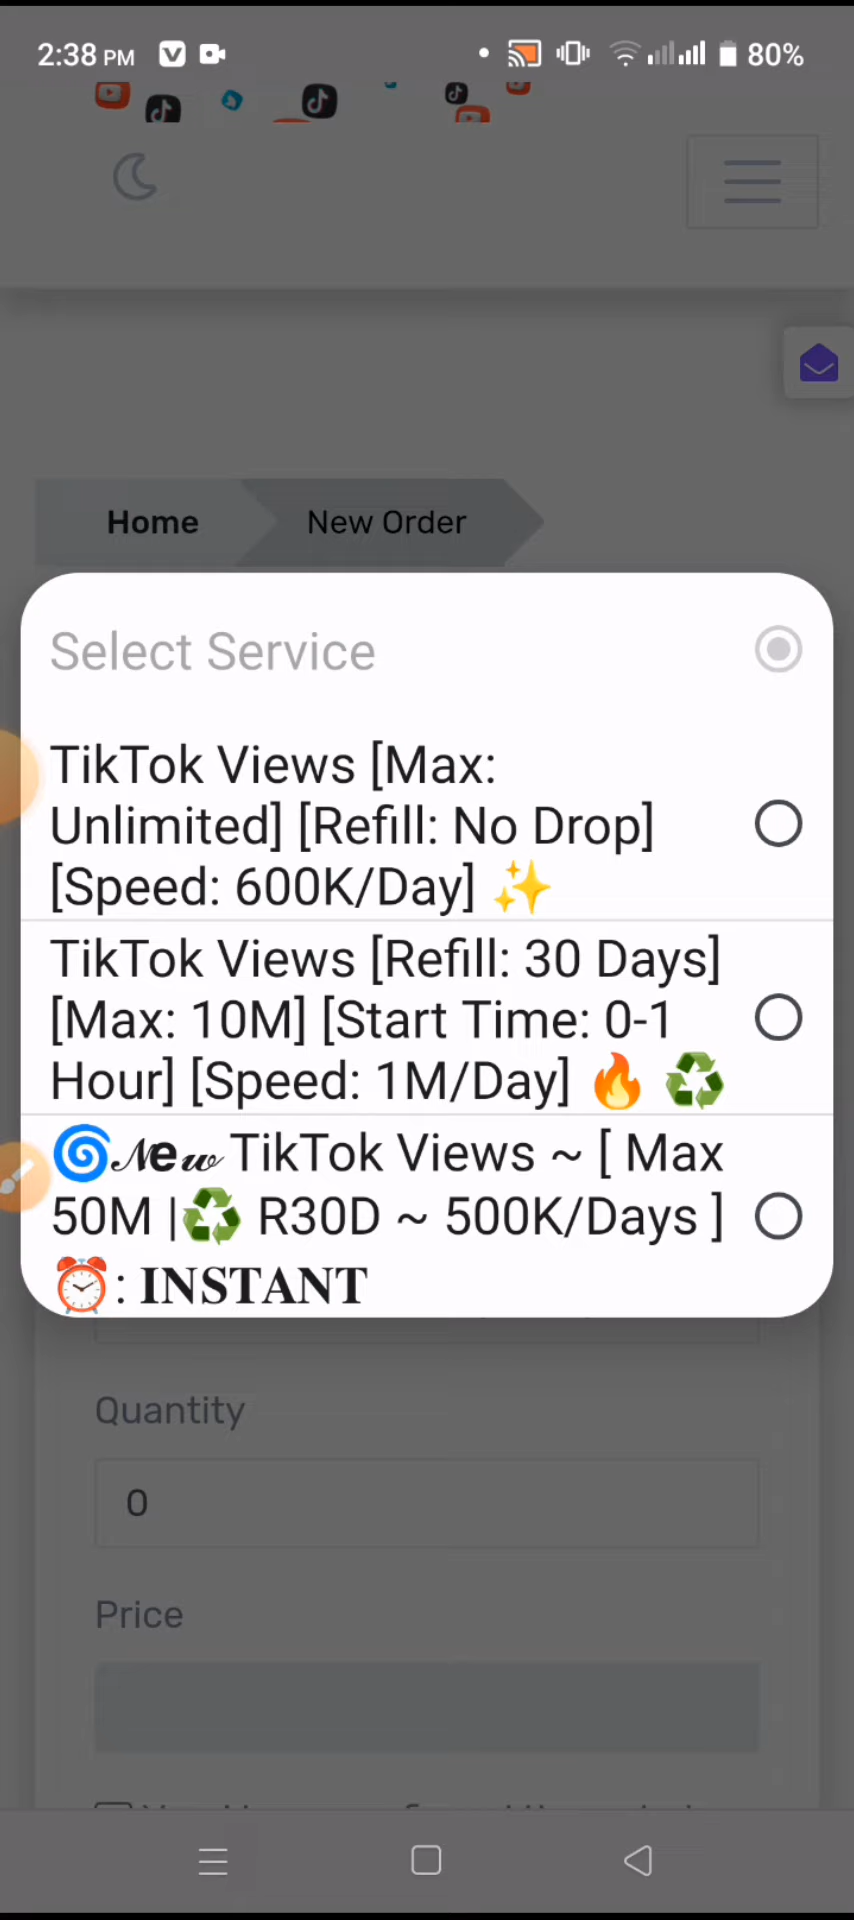 2:38 PM
80%
Home
New Order
Select Service
TikTok Views [Max:
Unlimited] [Refill: No Drop]
[Speed: 600K/Day] ✨
TikTok Views [Refill: 30 Days]
[Max: 10M] [Start Time: 0-1
Hour] [Speed: 1M/Day] 🔥 ♻️
🌀𝒩𝙚𝔀 TikTok Views ~ [ Max
50M |♻️ R30D ~ 500K/Days ]
⏰: 𝐈𝐍𝐒𝐓𝐀𝐍𝐓
Quantity
0
Price